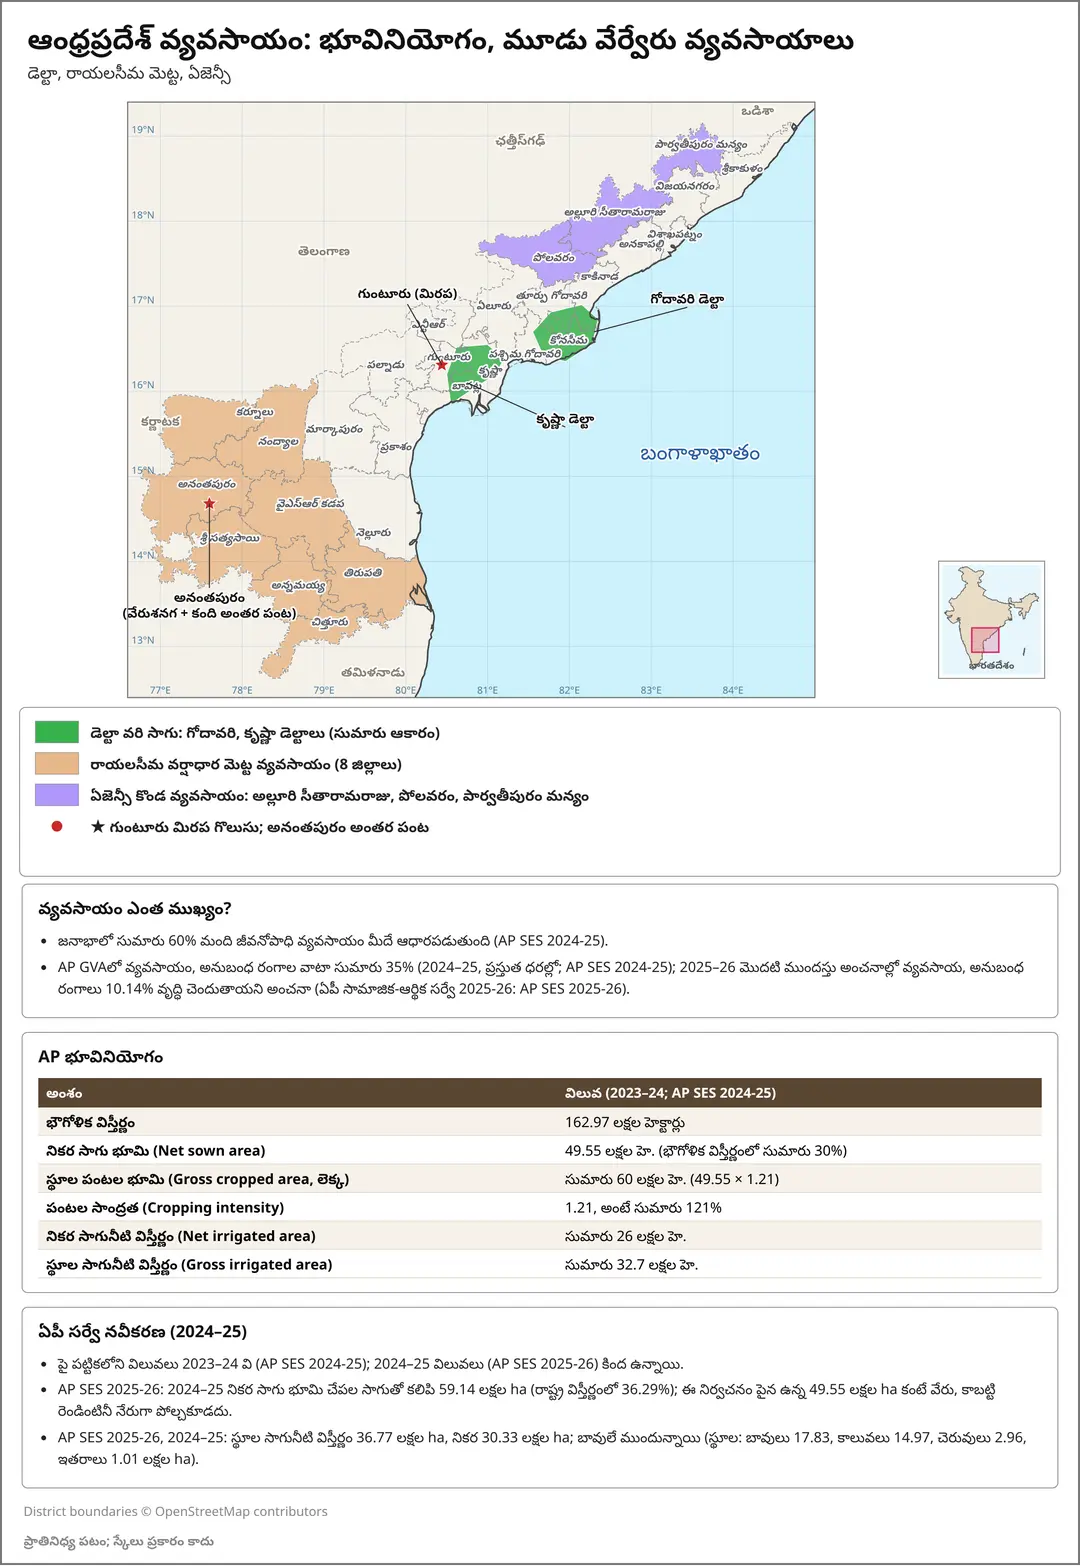 ఆంధ్రప్రదేశ్ వ్యవసాయం: భూవినియోగం, మూడు వేర్వేరు వ్యవసాయాలు
డెల్టా, రాయలసీమ మెట్ట, ఏజెన్సీ
ఒడిశా
19°N
ఛత్తీస్‌గఢ్
పార్వతీపురం మన్యం
శ్రీకాకుళం
విజయనగరం
18°N
అల్లూరి సీతారామరాజు
విశాఖపట్నం
అనకాపల్లి
తెలంగాణ
పోలవరం
కాకినాడ
17°N
గుంటూరు (మిరప)
తూర్పు గోదావరి
గోదావరి డెల్టా
ఏలూరు
ఎన్టీఆర్
కోనసీమ
గుంటూరు
పశ్చిమ గోదావరి
పల్నాడు
కృష్ణా
16°N
బాపట్ల
కర్నూలు
కర్ణాటక
కృష్ణా డెల్టా
మార్కాపురం
నంద్యాల
ప్రకాశం
బంగాళాఖాతం
15°N
అనంతపురం
వైఎస్ఆర్ కడప
నెల్లూరు
శ్రీ సత్యసాయి
14°N
తిరుపతి
అన్నమయ్య
అనంతపురం
(వేరుశనగ + కంది అంతర పంట)
చిత్తూరు
13°N
తమిళనాడు
77°E 78°E 79°E 80°E 81°E 82°E 83°E 84°E
భారతదేశం
డెల్టా వరి సాగు: గోదావరి, కృష్ణా డెల్టాలు (సుమారు ఆకారం)
రాయలసీమ వర్షాధార మెట్ట వ్యవసాయం (8 జిల్లాలు)
ఏజెన్సీ కొండ వ్యవసాయం: అల్లూరి సీతారామరాజు, పోలవరం, పార్వతీపురం మన్యం
★ గుంటూరు మిరప గొలుసు; అనంతపురం అంతర పంట
వ్యవసాయం ఎంత ముఖ్యం?
• జనాభాలో సుమారు 60% మంది జీవనోపాధి వ్యవసాయం మీదే ఆధారపడుతుంది (AP SES 2024-25).
• AP GVAలో వ్యవసాయం, అనుబంధ రంగాల వాటా సుమారు 35% (2024–25, ప్రస్తుత ధరల్లో; AP SES 2024-25); 2025–26 మొదటి ముందస్తు అంచనాల్లో వ్యవసాయ, అనుబంధ
రంగాలు 10.14% వృద్ధి చెందుతాయని అంచనా (ఏపీ సామాజిక-ఆర్థిక సర్వే 2025-26: AP SES 2025-26).
AP భూవినియోగం
అంశం విలువ (2023–24; AP SES 2024-25)
భౌగోళిక విస్తీర్ణం 162.97 లక్షల హెక్టార్లు
నికర సాగు భూమి (Net sown area) 49.55 లక్షల హె. (భౌగోళిక విస్తీర్ణంలో సుమారు 30%)
స్థూల పంటల భూమి (Gross cropped area, లెక్క) సుమారు 60 లక్షల హె. (49.55 × 1.21)
పంటల సాంద్రత (Cropping intensity) 1.21, అంటే సుమారు 121%
నికర సాగునీటి విస్తీర్ణం (Net irrigated area) సుమారు 26 లక్షల హె.
స్థూల సాగునీటి విస్తీర్ణం (Gross irrigated area) సుమారు 32.7 లక్షల హె.
ఏపీ సర్వే నవీకరణ (2024–25)
• పై పట్టికలోని విలువలు 2023–24 వి (AP SES 2024-25); 2024–25 విలువలు (AP SES 2025-26) కింద ఉన్నాయి.
• AP SES 2025-26: 2024–25 నికర సాగు భూమి చేపల సాగుతో కలిపి 59.14 లక్షల ha (రాష్ట్ర విస్తీర్ణంలో 36.29%); ఈ నిర్వచనం పైన ఉన్న 49.55 లక్షల ha కంటే వేరు, కాబట్టి
రెండింటినీ నేరుగా పోల్చకూడదు.
• AP SES 2025-26, 2024–25: స్థూల సాగునీటి విస్తీర్ణం 36.77 లక్షల ha, నికర 30.33 లక్షల ha; బావులే ముందున్నాయి (స్థూల: బావులు 17.83, కాలువలు 14.97, చెరువులు 2.96,
ఇతరాలు 1.01 లక్షల ha).
District boundaries © OpenStreetMap contributors
ప్రాతినిధ్య పటం; స్కేలు ప్రకారం కాదు